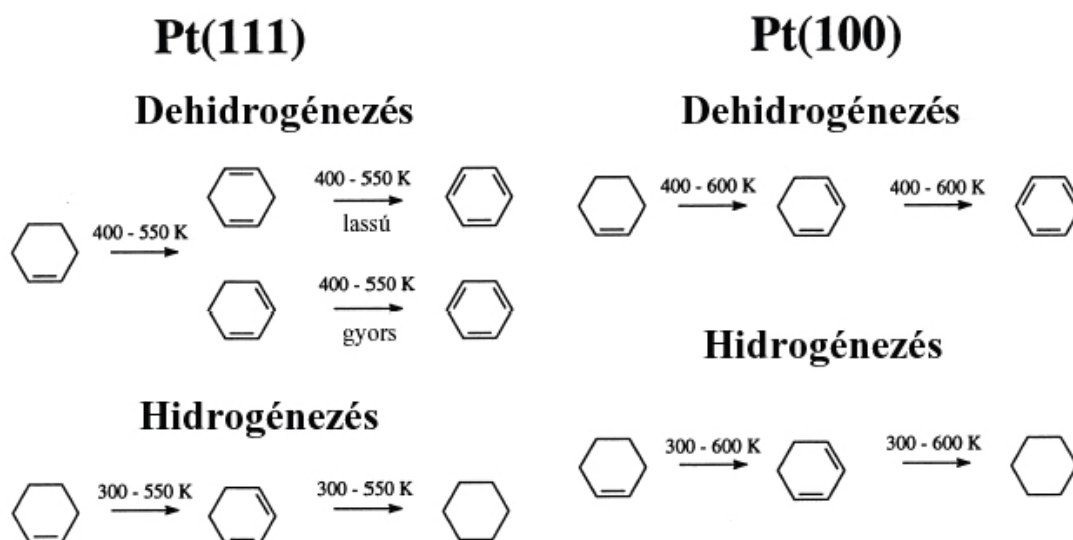 Pt(111)
Dehidrogénezés
400 - 550 K
400 - 550 K
lassú
400 - 550 K
gyors
Hidrogénezés
300 - 550 K
300 - 550 K
Pt(100)
Dehidrogénezés
400 - 600 K
400 - 600 K
Hidrogénezés
300 - 600 K
300 - 600 K